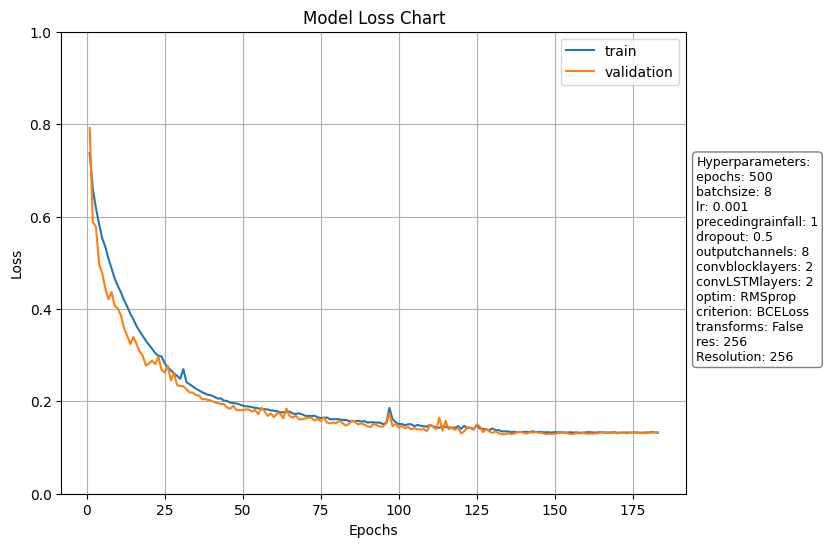 Model Loss Chart
1.0
0.8
0.6
0.4
0.2
0.0
Loss
train
validation
Hyperparameters:
epochs: 500
batchsize: 8
lr: 0.001
precedingrainfall: 1
dropout: 0.5
outputchannels: 8
convblocklayers: 2
convLSTMlayers: 2
optim: RMSprop
criterion: BCELoss
transforms: False
res: 256
Resolution: 256
0 25 50 75 100 125 150 175
Epochs